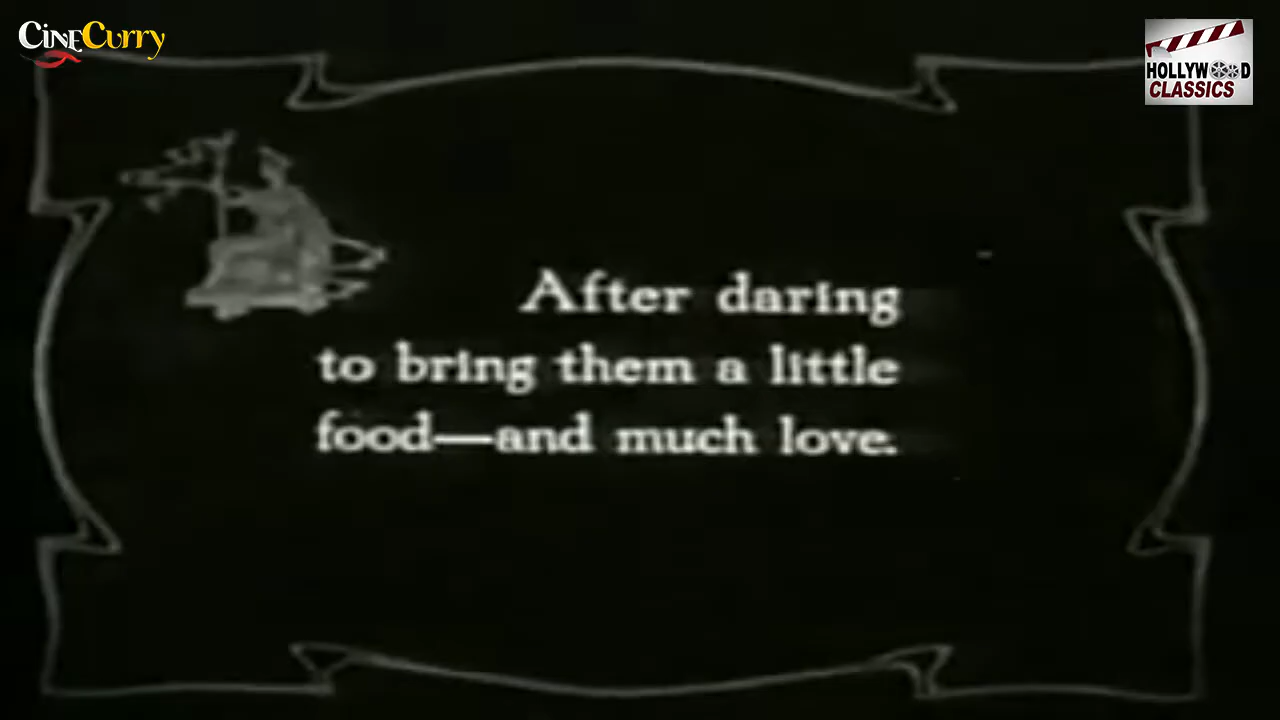 CineCurry
HOLLYWOOD
CLASSICS
After daring
to bring them a little
food—and much love.